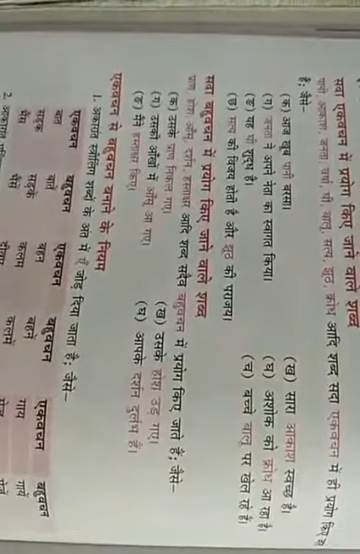 सदा एकवचन में प्रयोग किए जाने वाले शब्द
पानी, आकाश, जनता, वर्षा, घी, बालू, सत्य, झूठ, क्रोध आदि शब्द सदा एकवचन में ही प्रयोग किए
हैं; जैसे—
(क) आज खूब पानी बरसा। (ख) सारा आकाश स्वच्छ है।
(ग) जनता ने अपने नेता का स्वागत किया। (घ) अशोक को क्रोध आ रहा है।
(ङ) यह घी शुद्ध है। (च) बच्चे बालू पर खेल रहे हैं।
(छ) सत्य की विजय होती है और झूठ की पराजय।
सदा बहुवचन में प्रयोग किए जाने वाले शब्द
प्राण, होश, आँसू, दर्शन, हस्ताक्षर आदि शब्द सदैव बहुवचन में प्रयोग किए जाते हैं; जैसे—
(क) उसके प्राण निकल गए। (ख) उसके होश उड़ गए।
(ग) उसकी आँखों में आँसू आ गए। (घ) आपके दर्शन दुर्लभ हैं।
(ङ) मैंने हस्ताक्षर किए।
एकवचन से बहुवचन बनाने के नियम
1. अकारांत स्त्रीलिंग शब्दों के अंत में एँ जोड़ दिया जाता है; जैसे—
एकवचन बहुवचन एकवचन बहुवचन एकवचन बहुवचन
बात बातें बहन बहनें गाय गायें
सड़क सड़कें कलम कलमें
भैंस भैंसें
2. आकारांत